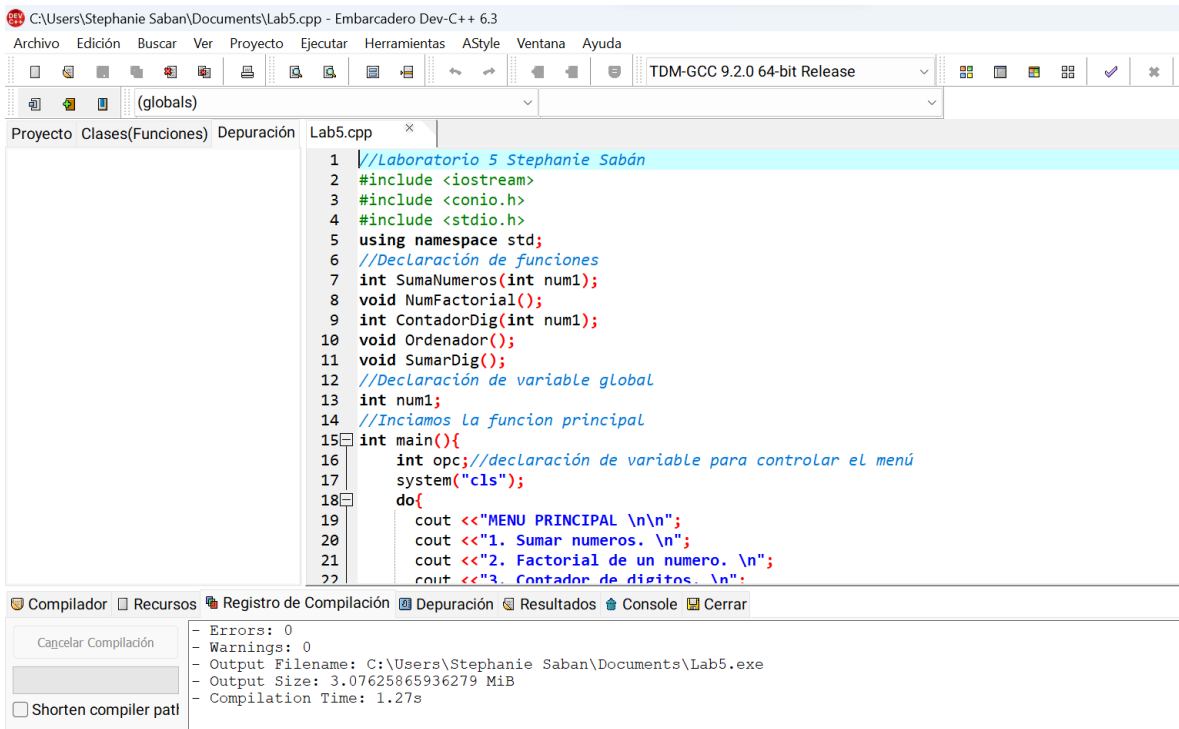 C:\Users\Stephanie Saban\Documents\Lab5.cpp - Embarcadero Dev-C++ 6.3
Archivo Edición Buscar Ver Proyecto Ejecutar Herramientas AStyle Ventana Ayuda
TDM-GCC 9.2.0 64-bit Release
(globals)
Proyecto Clases(Funciones) Depuración Lab5.cpp
1 //Laboratorio 5 Stephanie Sabán
2 #include <iostream>
3 #include <conio.h>
4 #include <stdio.h>
5 using namespace std;
6 //Declaración de funciones
7 int SumaNumeros(int num1);
8 void NumFactorial();
9 int ContadorDig(int num1);
10 void Ordenador();
11 void SumarDig();
12 //Declaración de variable global
13 int num1;
14 //Inciamos la funcion principal
15 int main(){
16 int opc;//declaración de variable para controlar el menú
17 system("cls");
18 do{
19 cout <<"MENU PRINCIPAL \n\n";
20 cout <<"1. Sumar numeros. \n";
21 cout <<"2. Factorial de un numero. \n";
22 cout <<"3. Contador de digitos. \n";
Compilador Recursos Registro de Compilación Depuración Resultados Console Cerrar
Cancelar Compilación
Shorten compiler path
- Errors: 0
- Warnings: 0
- Output Filename: C:\Users\Stephanie Saban\Documents\Lab5.exe
- Output Size: 3.07625865936279 MiB
- Compilation Time: 1.27s